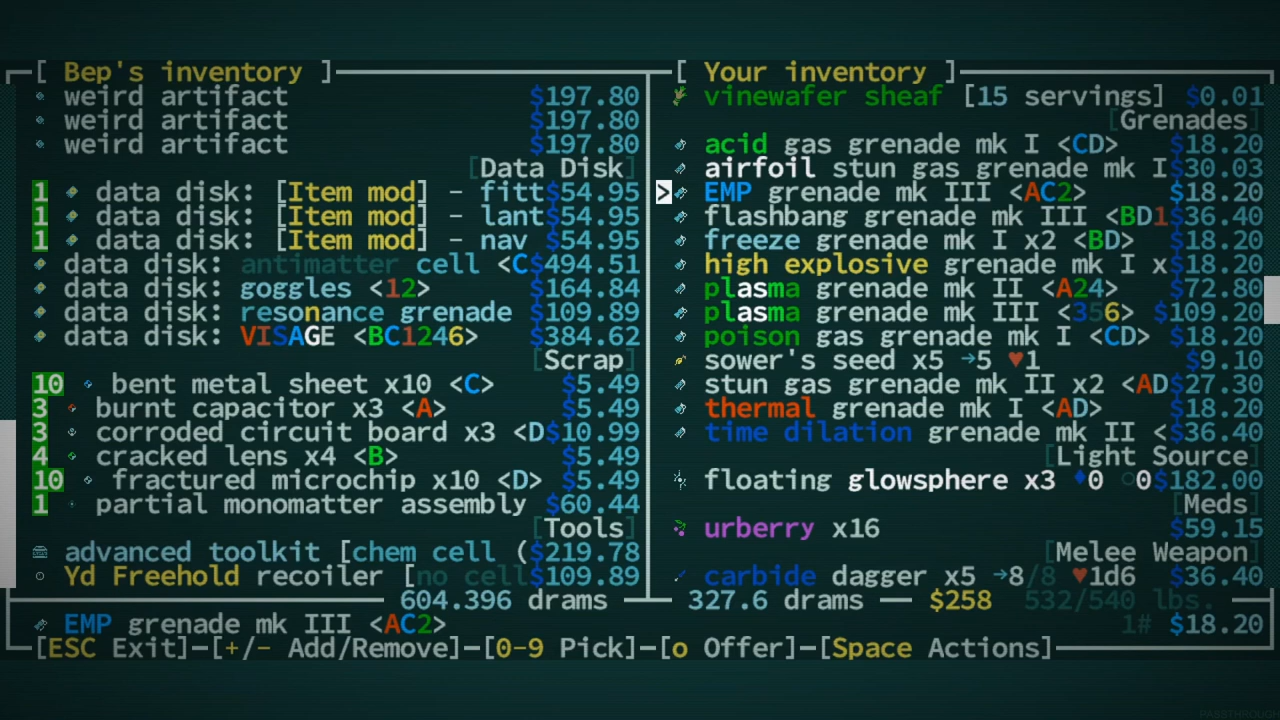 [ Bep's inventory ]
weird artifact $197.80
weird artifact $197.80
weird artifact $197.80
[Data Disk]
1 data disk: [Item mod] - fitt$54.95
1 data disk: [Item mod] - lant$54.95
1 data disk: [Item mod] - nav $54.95
data disk: antimatter cell <C$494.51
data disk: goggles <12> $164.84
data disk: resonance grenade $109.89
data disk: VISAGE <BC1246> $384.62
[Scrap]
10 bent metal sheet x10 <C> $5.49
3 burnt capacitor x3 <A> $5.49
3 corroded circuit board x3 <D$10.99
4 cracked lens x4 <B> $5.49
10 fractured microchip x10 <D> $5.49
1 partial monomatter assembly $60.44
[Tools]
advanced toolkit [chem cell ($219.78
Yd Freehold recoiler [no cell$109.89
604.396 drams
[ Your inventory ]
vinewafer sheaf [15 servings] $0.01
[Grenades]
acid gas grenade mk I <CD> $18.20
airfoil stun gas grenade mk I$30.03
> EMP grenade mk III <AC2> $18.20
flashbang grenade mk III <BD1$36.40
freeze grenade mk I x2 <BD> $18.20
high explosive grenade mk I x$18.20
plasma grenade mk II <A24> $72.80
plasma grenade mk III <356> $109.20
poison gas grenade mk I <CD> $18.20
sower's seed x5 →5 ♥1 $9.10
stun gas grenade mk II x2 <AD$27.30
thermal grenade mk I <AD> $18.20
time dilation grenade mk II <$36.40
[Light Source]
floating glowsphere x3 ♦0 ○0$182.00
[Meds]
urberry x16 $59.15
[Melee Weapon]
carbide dagger x5 →8/8 ♥1d6 $36.40
327.6 drams $258 532/540 lbs.
EMP grenade mk III <AC2> 1# $18.20
[ESC Exit]-[+/- Add/Remove]-[0-9 Pick]-[o Offer]-[Space Actions]